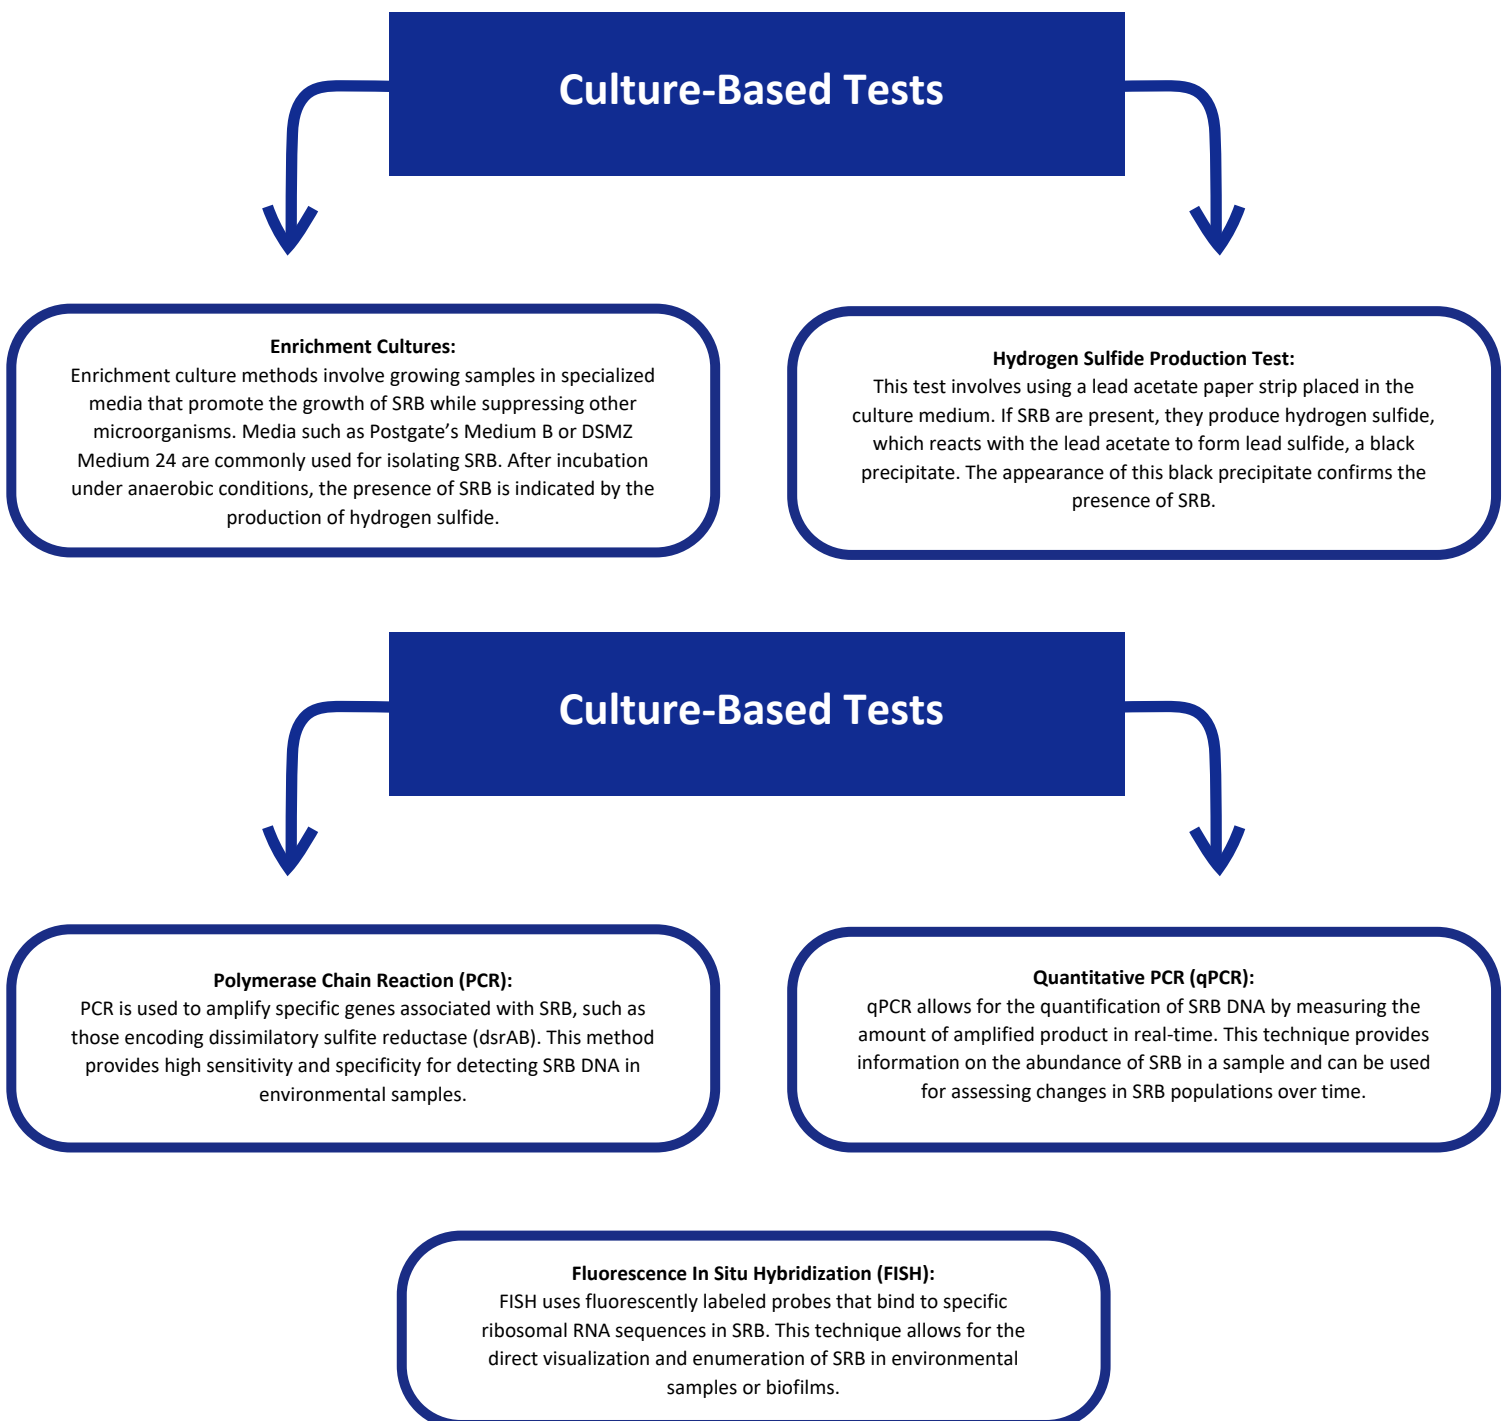 Culture-Based Tests
Enrichment Cultures:
Enrichment culture methods involve growing samples in specialized
media that promote the growth of SRB while suppressing other
microorganisms. Media such as Postgate’s Medium B or DSMZ
Medium 24 are commonly used for isolating SRB. After incubation
under anaerobic conditions, the presence of SRB is indicated by the
production of hydrogen sulfide.
Hydrogen Sulfide Production Test:
This test involves using a lead acetate paper strip placed in the
culture medium. If SRB are present, they produce hydrogen sulfide,
which reacts with the lead acetate to form lead sulfide, a black
precipitate. The appearance of this black precipitate confirms the
presence of SRB.
Culture-Based Tests
Polymerase Chain Reaction (PCR):
PCR is used to amplify specific genes associated with SRB, such as
those encoding dissimilatory sulfite reductase (dsrAB). This method
provides high sensitivity and specificity for detecting SRB DNA in
environmental samples.
Quantitative PCR (qPCR):
qPCR allows for the quantification of SRB DNA by measuring the
amount of amplified product in real-time. This technique provides
information on the abundance of SRB in a sample and can be used
for assessing changes in SRB populations over time.
Fluorescence In Situ Hybridization (FISH):
FISH uses fluorescently labeled probes that bind to specific
ribosomal RNA sequences in SRB. This technique allows for the
direct visualization and enumeration of SRB in environmental
samples or biofilms.